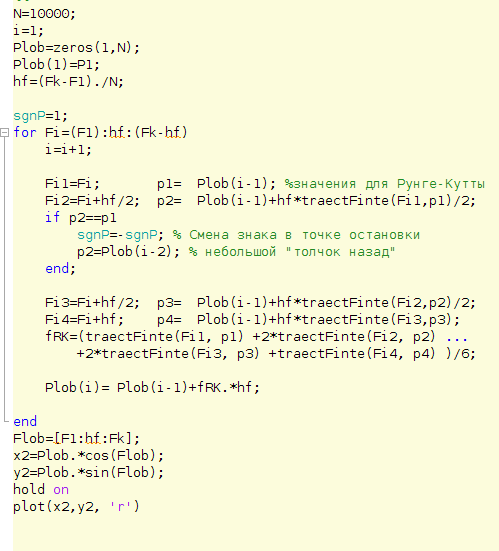 N=10000;
i=1;
Plob=zeros(1,N);
Plob(1)=P1;
hf=(Fk-F1)./N;
sgnP=1;
for Fi=(F1):hf:(Fk-hf)
i=i+1;
Fi1=Fi; p1= Plob(i-1); %значения для Рунге-Кутты
Fi2=Fi+hf/2; p2= Plob(i-1)+hf*traectFinte(Fi1,p1)/2;
if p2==p1
sgnP=-sgnP; % Смена знака в точке остановки
p2=Plob(i-2); % небольшой "толчок назад"
end;
Fi3=Fi+hf/2; p3= Plob(i-1)+hf*traectFinte(Fi2,p2)/2;
Fi4=Fi+hf; p4= Plob(i-1)+hf*traectFinte(Fi3,p3);
fRK=(traectFinte(Fi1, p1) +2*traectFinte(Fi2, p2) ...
+2*traectFinte(Fi3, p3) +traectFinte(Fi4, p4) )/6;
Plob(i)= Plob(i-1)+fRK.*hf;
end
Flob=[F1:hf:Fk];
x2=Plob.*cos(Flob);
y2=Plob.*sin(Flob);
hold on
plot(x2,y2, 'r')